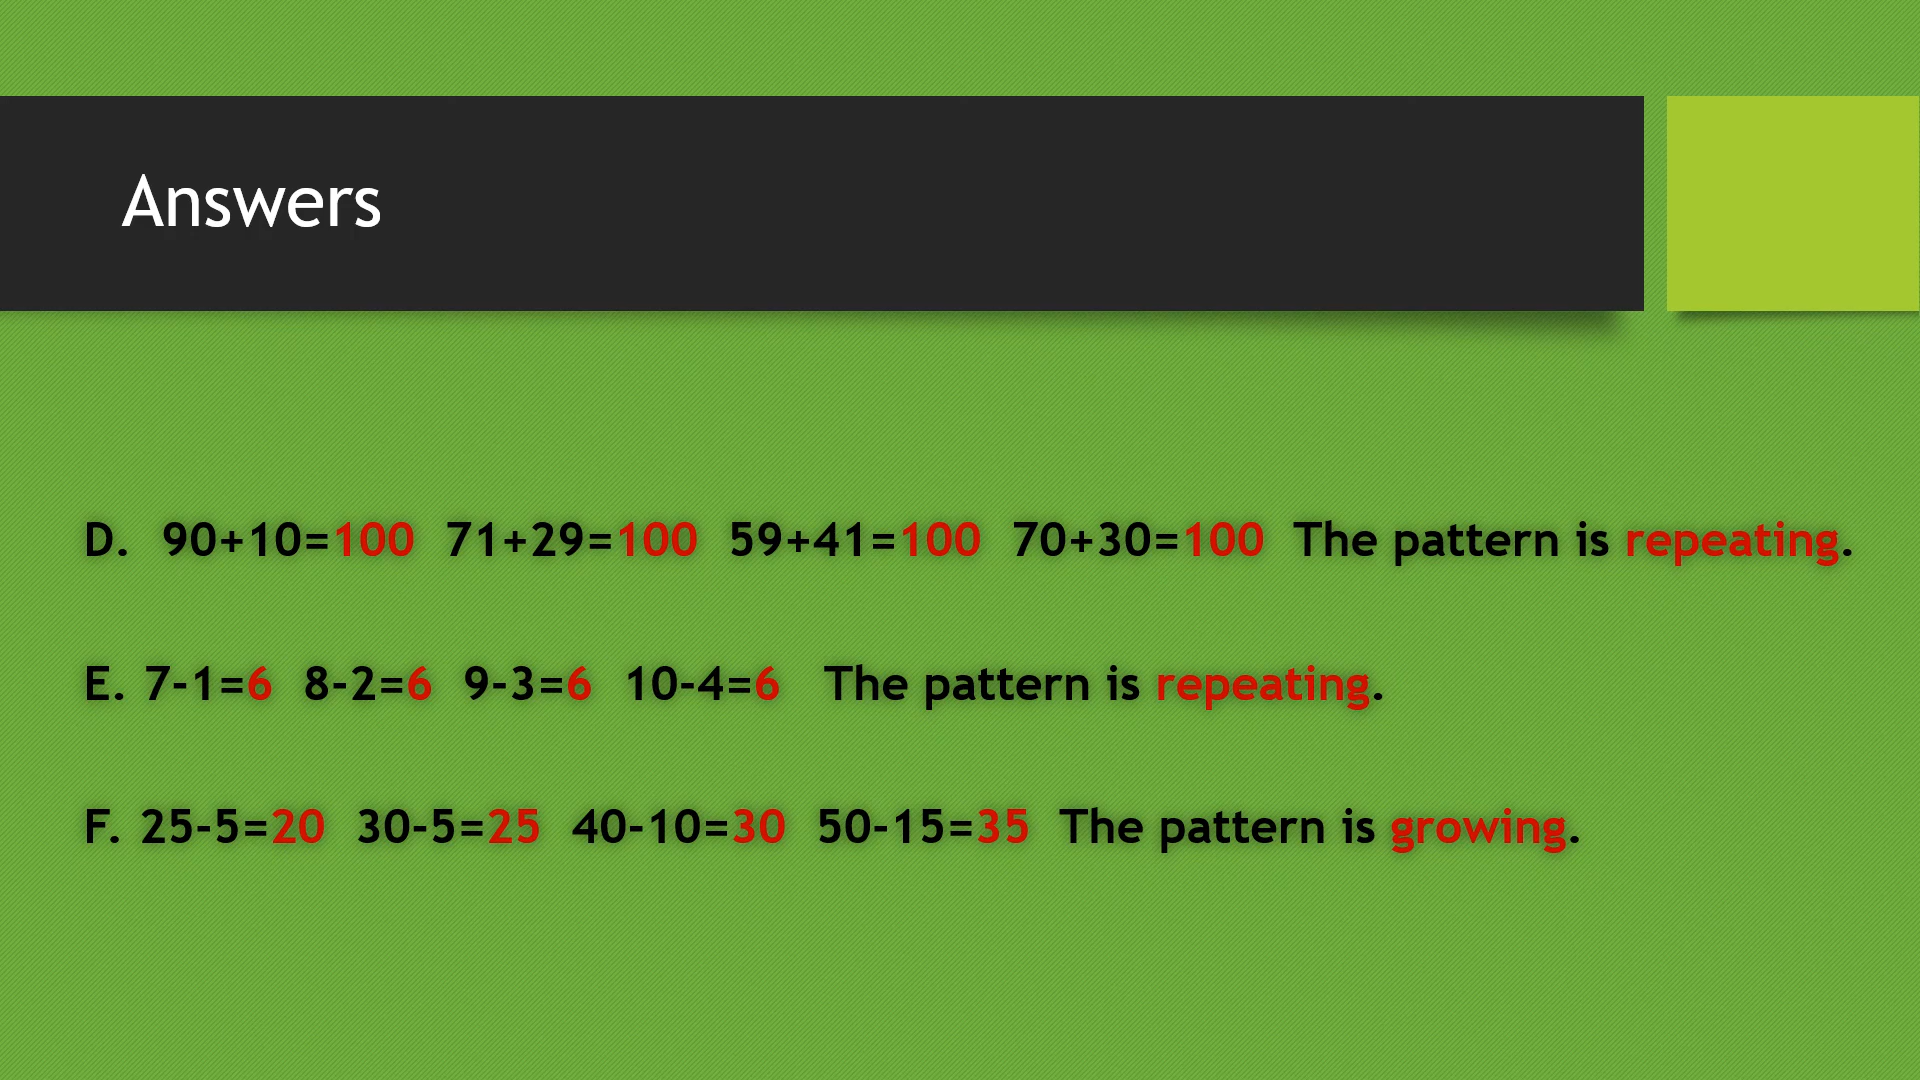 Answers
D. 90+10=100 71+29=100 59+41=100 70+30=100 The pattern is repeating.
E. 7-1=6 8-2=6 9-3=6 10-4=6 The pattern is repeating.
F. 25-5=20 30-5=25 40-10=30 50-15=35 The pattern is growing.